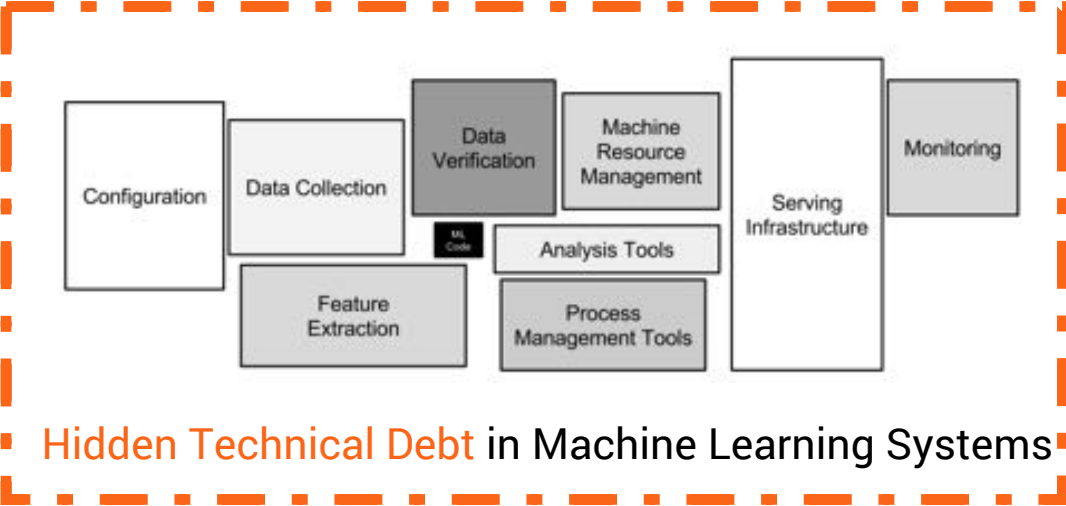 Configuration
Data Collection
Data
Verification
Machine
Resource
Management
Serving
Infrastructure
Monitoring
ML
Code
Analysis Tools
Feature
Extraction
Process
Management Tools
Hidden Technical Debt in Machine Learning Systems